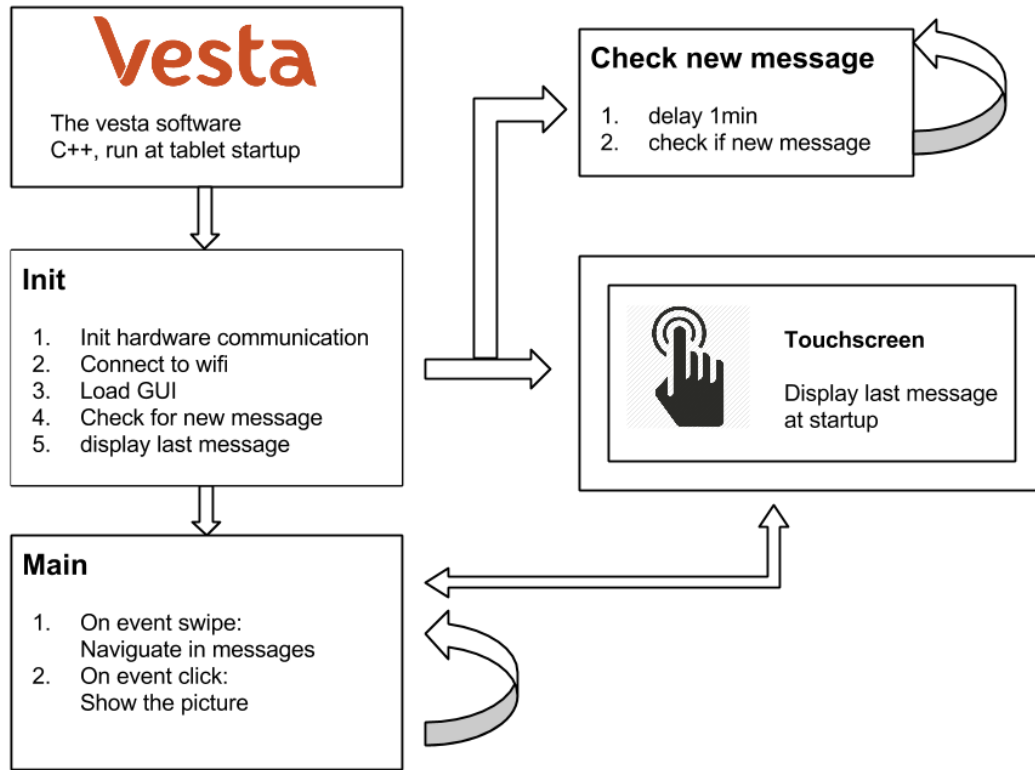 Vesta
The vesta software
C++, run at tablet startup
Init
1. Init hardware communication
2. Connect to wifi
3. Load GUI
4. Check for new message
5. display last message
Main
1. On event swipe:
Naviguate in messages
2. On event click:
Show the picture
Check new message
1. delay 1min
2. check if new message
Touchscreen
Display last message
at startup